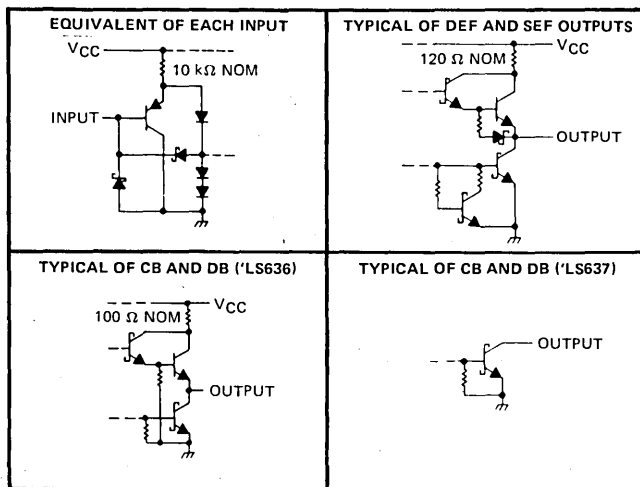 EQUIVALENT OF EACH INPUT
VCC
10 kΩ NOM
INPUT
TYPICAL OF DEF AND SEF OUTPUTS
VCC
120 Ω NOM
OUTPUT
TYPICAL OF CB AND DB ('LS636)
VCC
100 Ω NOM
OUTPUT
TYPICAL OF CB AND DB ('LS637)
OUTPUT